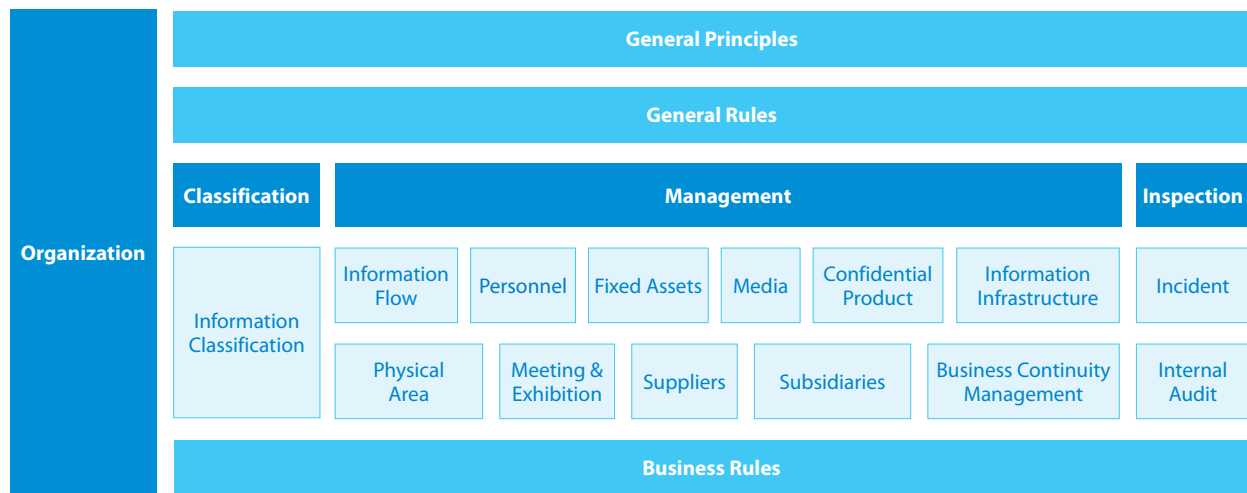 General Principles
General Rules
Organization
Classification
Management
Inspection
Information
Classification
Information
Flow
Personnel
Fixed Assets
Media
Confidential
Product
Information
Infrastructure
Incident
Physical
Area
Meeting &
Exhibition
Suppliers
Subsidiaries
Business Continuity
Management
Internal
Audit
Business Rules